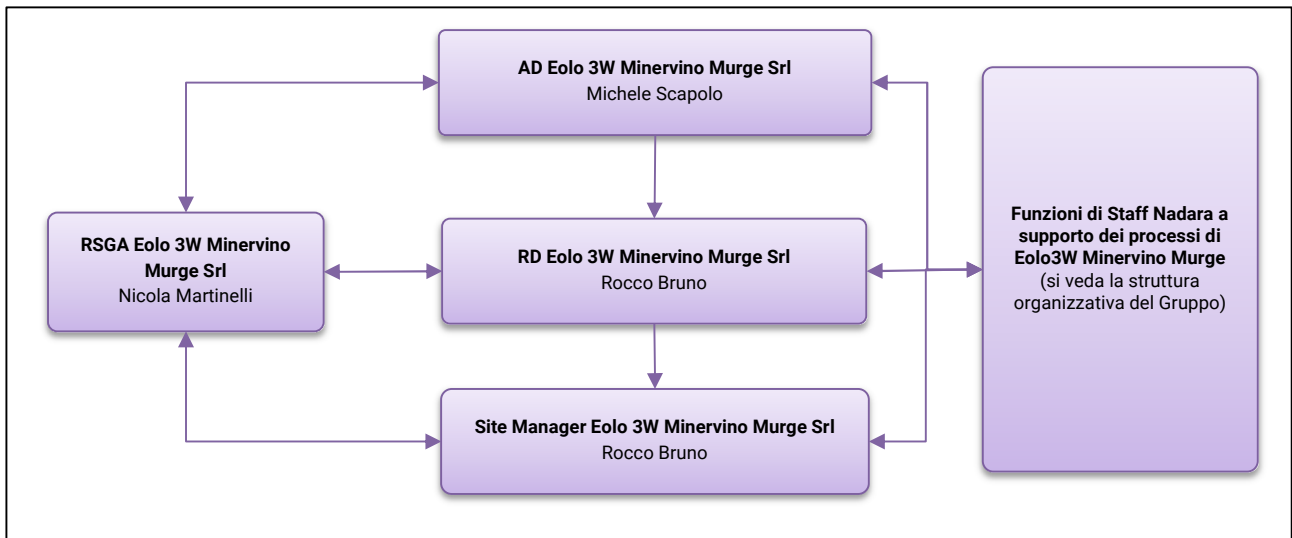 AD Eolo 3W Minervino Murge Srl
Michele Scapolo
RSGA Eolo 3W Minervino
Murge Srl
Nicola Martinelli
RD Eolo 3W Minervino Murge Srl
Rocco Bruno
Site Manager Eolo 3W Minervino Murge Srl
Rocco Bruno
Funzioni di Staff Nadara a
supporto dei processi di
Eolo3W Minervino Murge
(si veda la struttura
organizzativa del Gruppo)